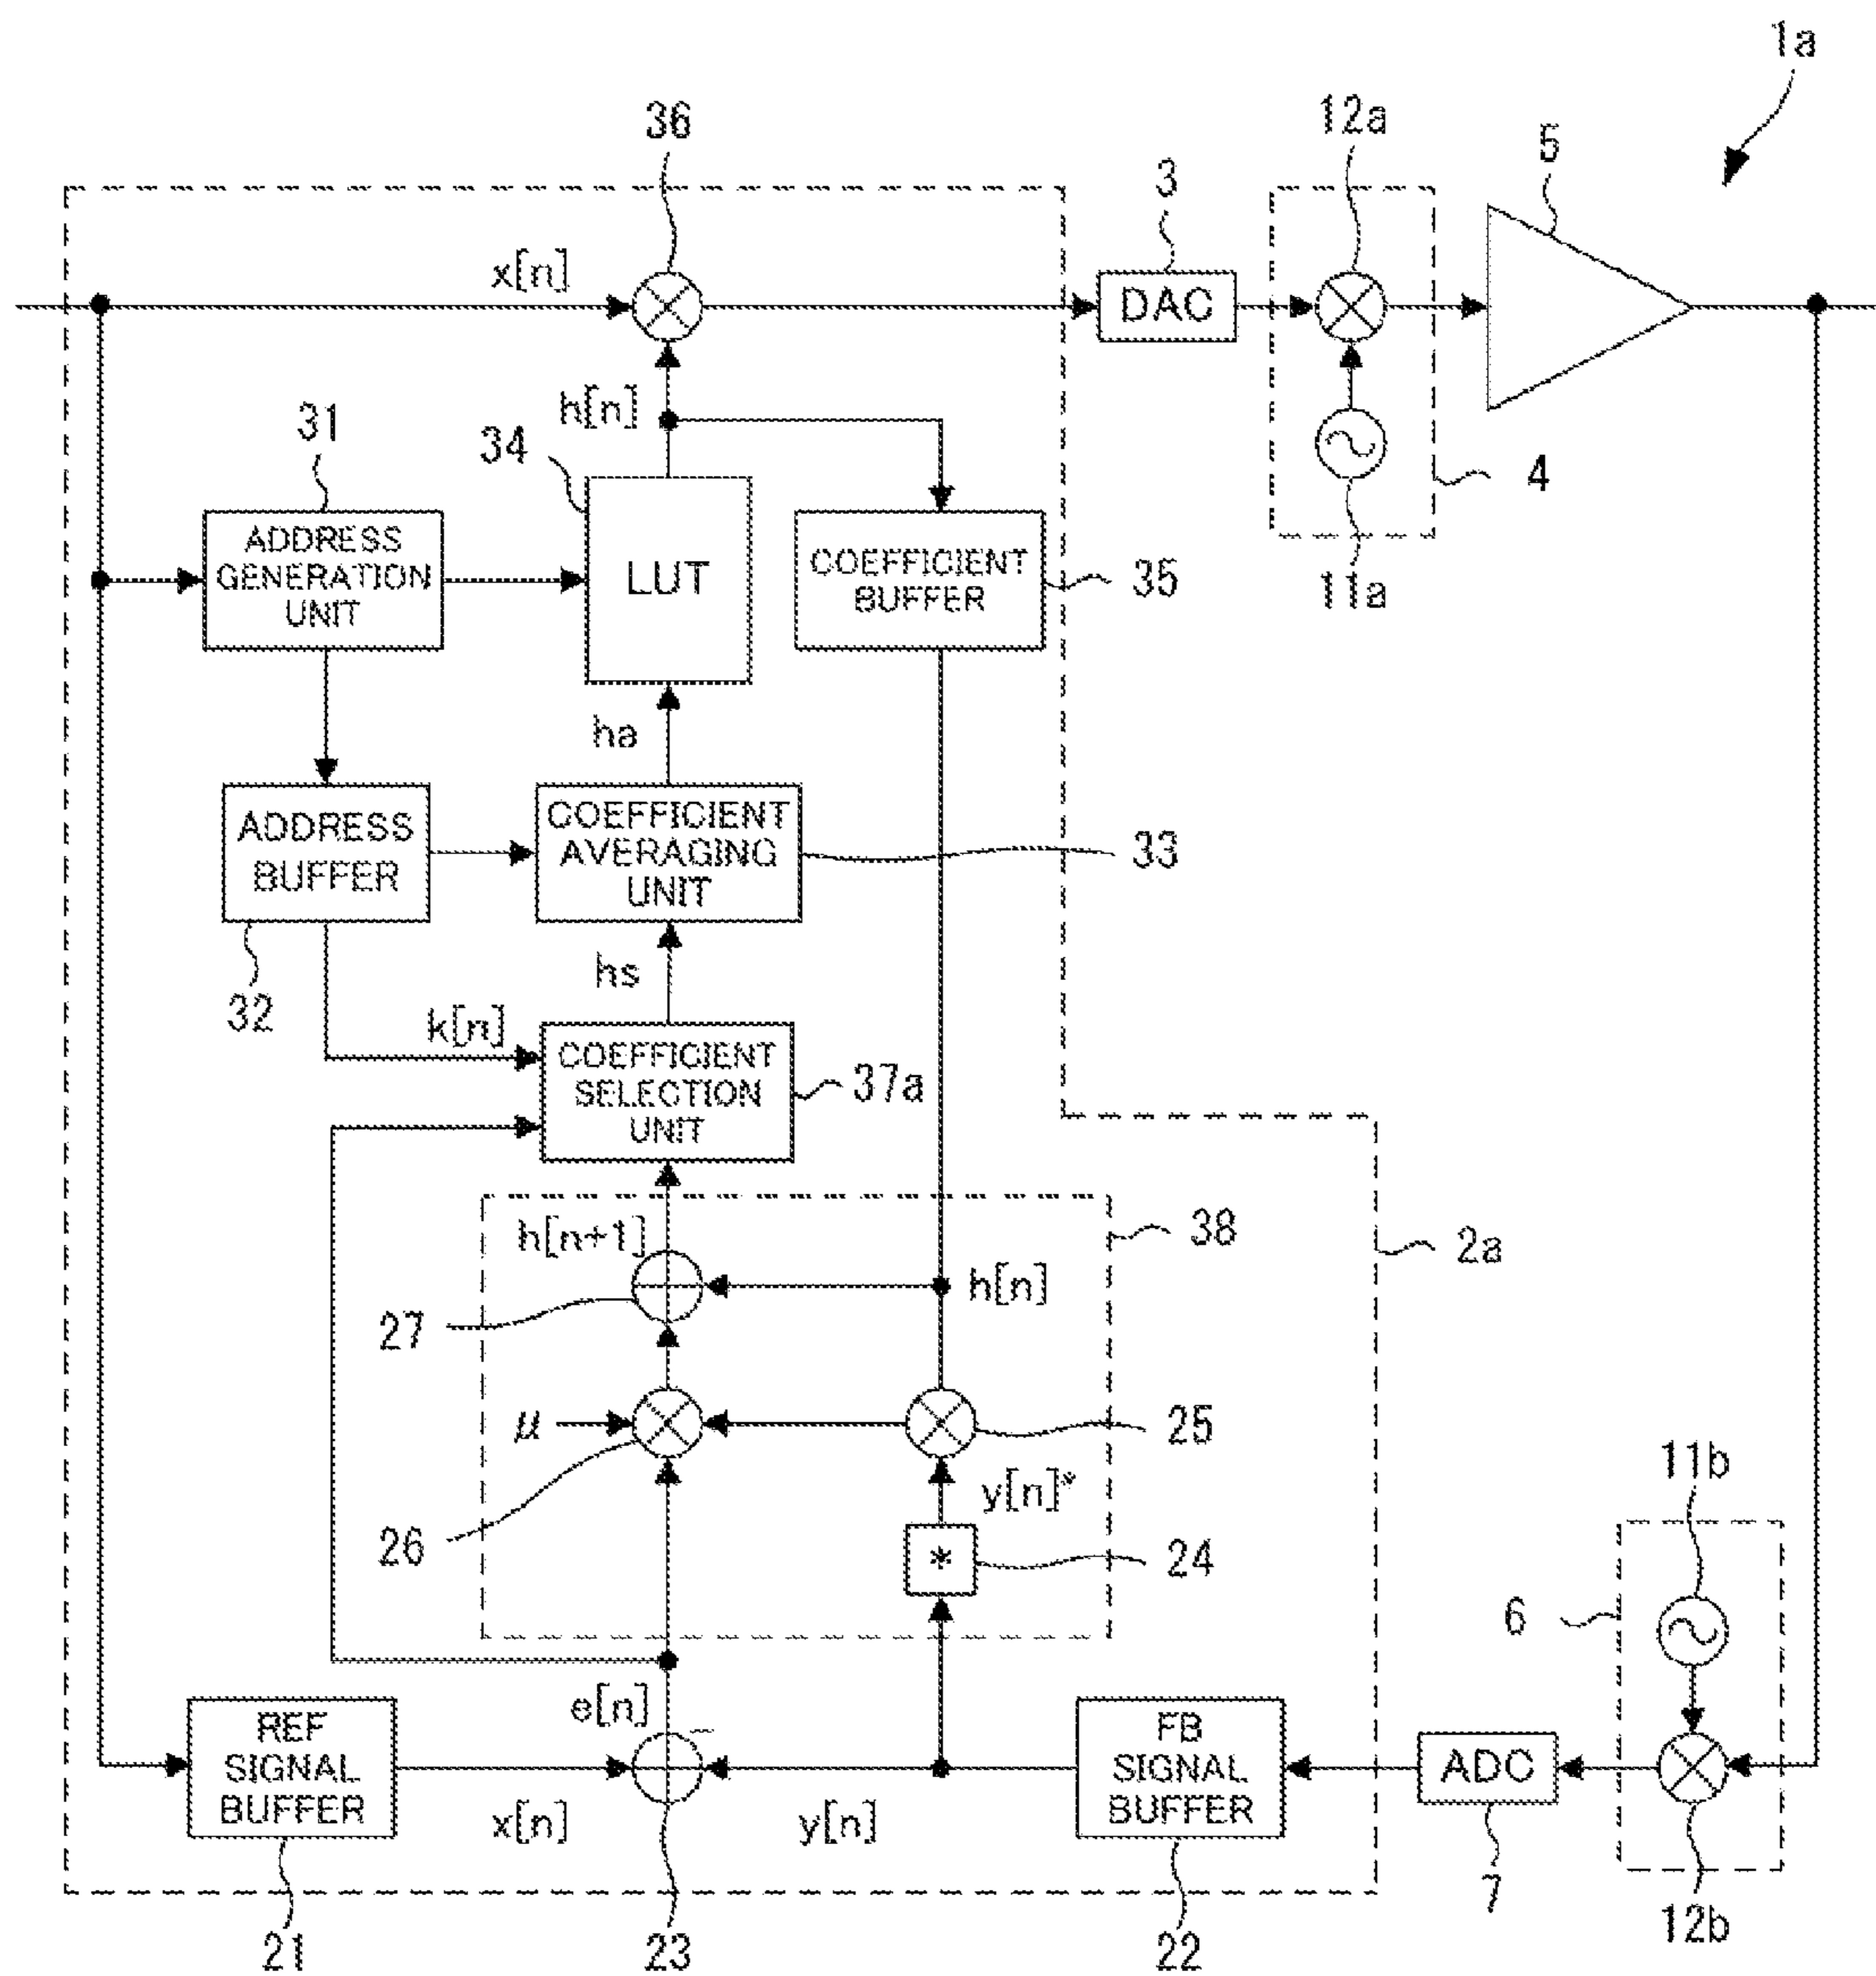 1a
36
12a
5
3
x[n]
DAC
h[n]
31
34
4
ADDRESS
GENERATION
UNIT
LUT
COEFFICIENT
BUFFER
35
11a
ha
ADDRESS
BUFFER
COEFFICIENT
AVERAGING
UNIT
33
hs
32
k[n]
COEFFICIENT
SELECTION
UNIT
37a
h[n+1]
38
2a
27
h[n]
μ
25
11b
y[n]*
26
*
24
6
e[n]
−
REF
SIGNAL
BUFFER
FB
SIGNAL
BUFFER
ADC
x[n]
y[n]
7
21
23
22
12b